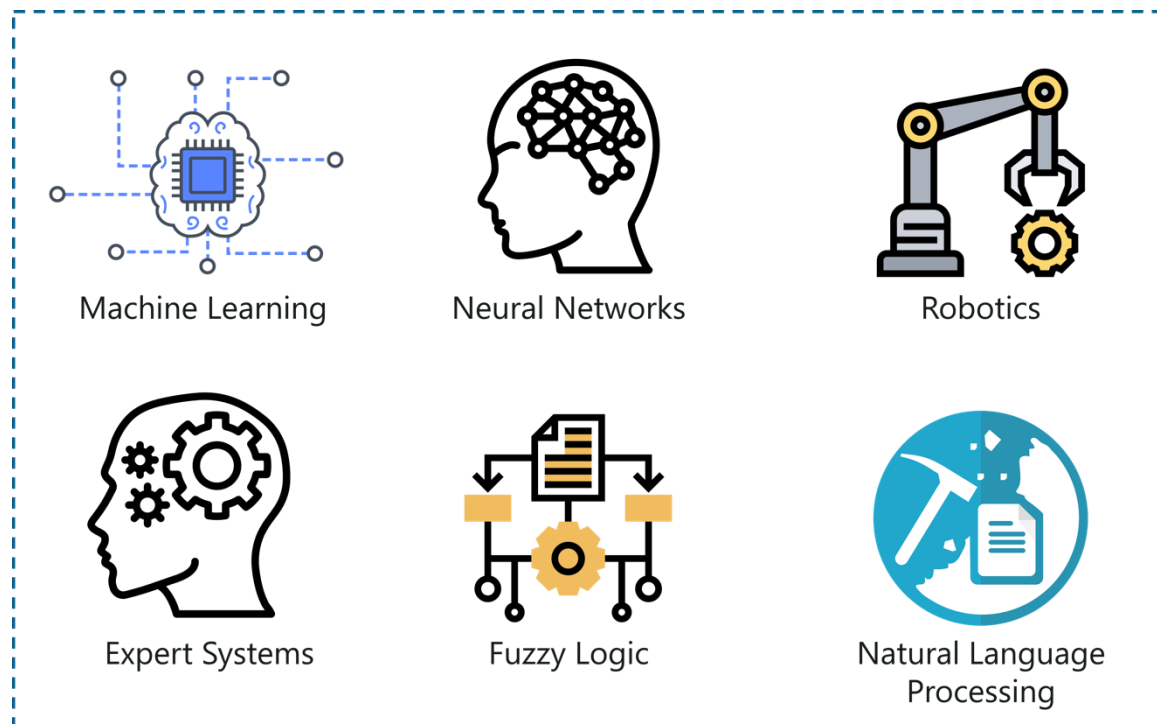 Machine Learning
Neural Networks
Robotics
Expert Systems
Fuzzy Logic
Natural Language
Processing